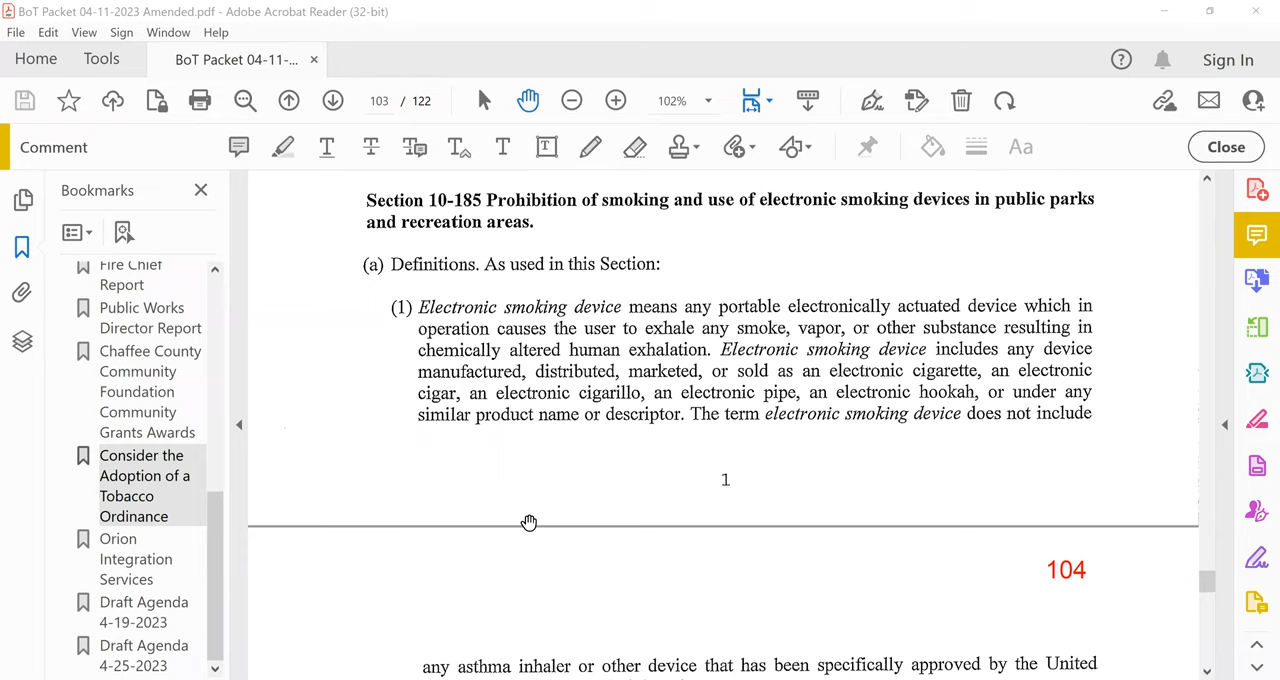 BoT Packet 04-11-2023 Amended.pdf - Adobe Acrobat Reader (32-bit)
File Edit View Sign Window Help
Home Tools BoT Packet 04-11-... ×
Sign In
103 / 122
102%
Comment
Close
Bookmarks
Fire Chief
Report
Public Works
Director Report
Chaffee County
Community
Foundation
Community
Grants Awards
Consider the
Adoption of a
Tobacco
Ordinance
Orion
Integration
Services
Draft Agenda
4-19-2023
Draft Agenda
4-25-2023
Section 10-185 Prohibition of smoking and use of electronic smoking devices in public parks
and recreation areas.
(a) Definitions. As used in this Section:
(1) Electronic smoking device means any portable electronically actuated device which in
operation causes the user to exhale any smoke, vapor, or other substance resulting in
chemically altered human exhalation. Electronic smoking device includes any device
manufactured, distributed, marketed, or sold as an electronic cigarette, an electronic
cigar, an electronic cigarillo, an electronic pipe, an electronic hookah, or under any
similar product name or descriptor. The term electronic smoking device does not include
1
104
any asthma inhaler or other device that has been specifically approved by the United